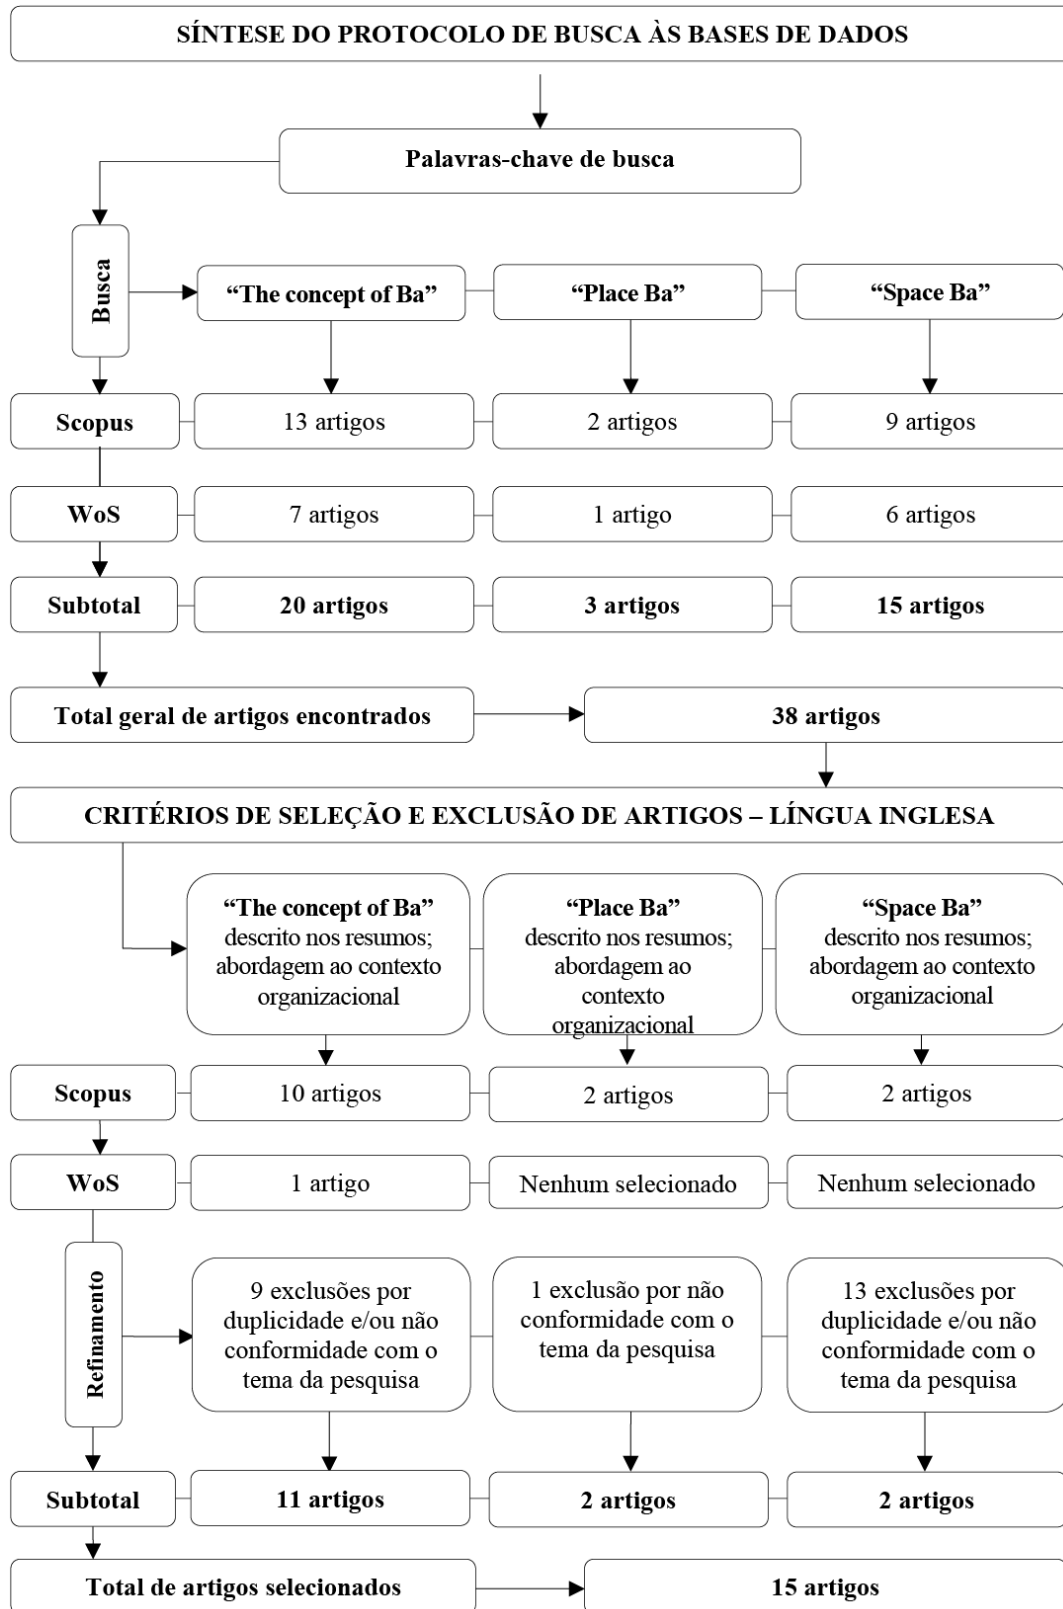 SÍNTESE DO PROTOCOLO DE BUSCA ÀS BASES DE DADOS
Palavras-chave de busca
Busca
“The concept of Ba”
“Place Ba”
“Space Ba”
Scopus
13 artigos
2 artigos
9 artigos
WoS
7 artigos
1 artigo
6 artigos
Subtotal
20 artigos
3 artigos
15 artigos
Total geral de artigos encontrados
38 artigos
CRITÉRIOS DE SELEÇÃO E EXCLUSÃO DE ARTIGOS – LÍNGUA INGLESA
“The concept of Ba”
descrito nos resumos;
abordagem ao contexto
organizacional
“Place Ba”
descrito nos resumos;
abordagem ao
contexto
organizacional
“Space Ba”
descrito nos resumos;
abordagem ao contexto
organizacional
Scopus
10 artigos
2 artigos
2 artigos
WoS
1 artigo
Nenhum selecionado
Nenhum selecionado
Refinamento
9 exclusões por
duplicidade e/ou não
conformidade com o
tema da pesquisa
1 exclusão por não
conformidade com o
tema da pesquisa
13 exclusões por
duplicidade e/ou não
conformidade com o
tema da pesquisa
Subtotal
11 artigos
2 artigos
2 artigos
Total de artigos selecionados
15 artigos